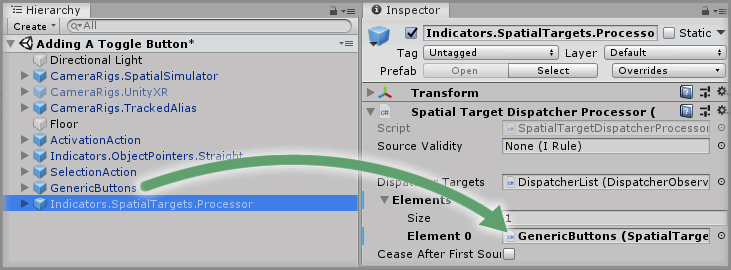 Hierarchy
Create
All
Adding A Toggle Button*
Directional Light
CameraRigs.SpatialSimulator
CameraRigs.UnityXR
CameraRigs.TrackedAlias
Floor
ActivationAction
Indicators.ObjectPointers.Straight
SelectionAction
GenericButtons
Indicators.SpatialTargets.Processor
Inspector
Indicators.SpatialTargets.Processo
Static
Tag Untagged Layer Default
Prefab Open Select Overrides
Transform
Spatial Target Dispatcher Processor (
Script SpatialTargetDispatcherProcessor
Source Validity None (I Rule)
Dispatcher Targets DispatcherList (DispatcherObserv
Elements
Size 1
Element 0 GenericButtons (SpatialTarge
Cease After First Sour